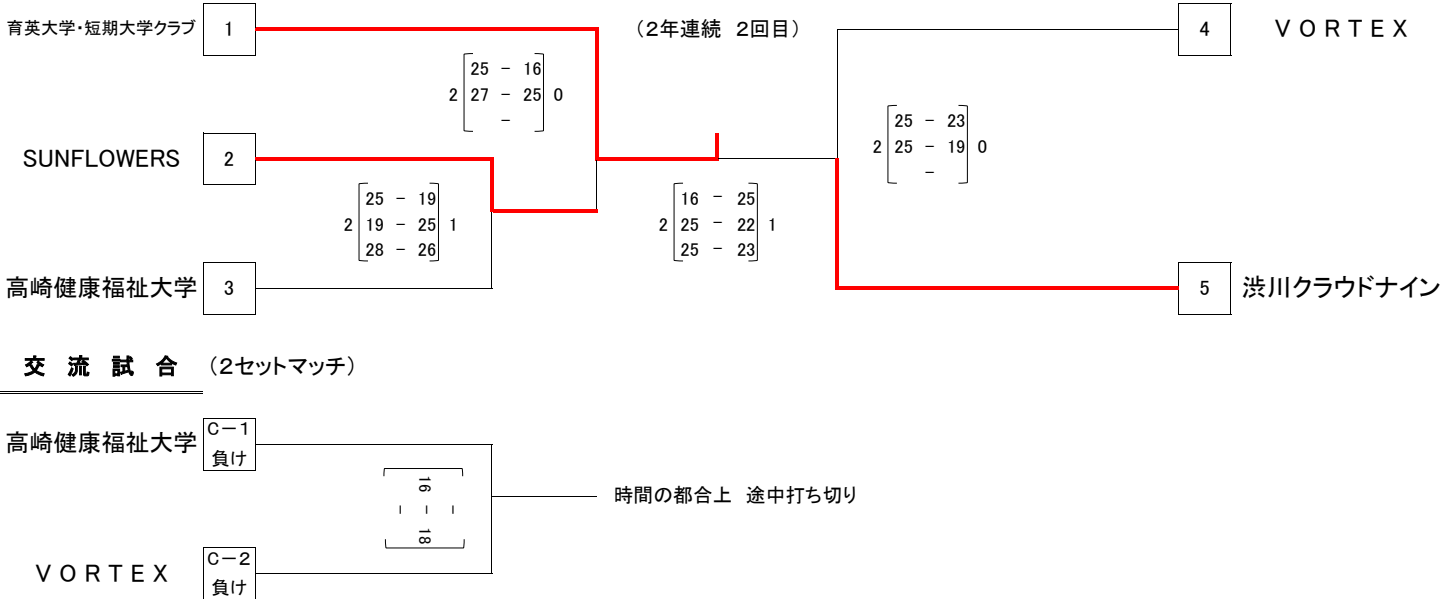 育英大学・短期大学クラブ 1 （2年連続 2回目） 4 ＶＯＲＴＥＸ
25 － 16
2 27 － 25 0
－
25 － 23
2 25 － 19 0
－
SUNFLOWERS 2
25 － 19
2 19 － 25 1
28 － 26
16 － 25
2 25 － 22 1
25 － 23
高崎健康福祉大学 3 5 渋川クラウドナイン
交 流 試 合 （2セットマッチ）
高崎健康福祉大学 C－1
負け
16 － 18
－
－
時間の都合上 途中打ち切り
ＶＯＲＴＥＸ C－2
負け